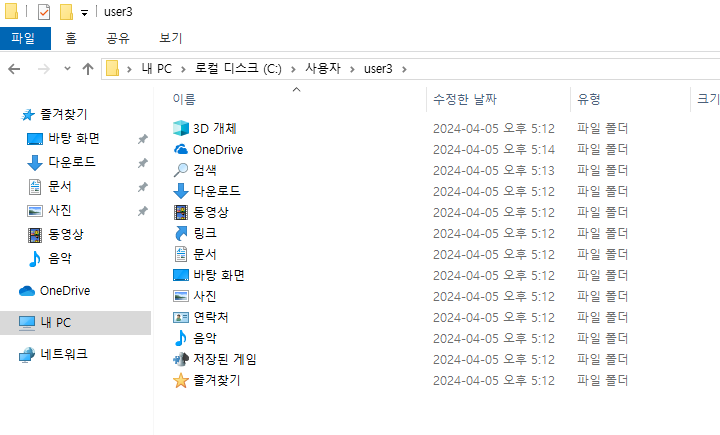 user3
파일 홈 공유 보기
내 PC 로컬 디스크 (C:) 사용자 user3
즐겨찾기
바탕 화면
다운로드
문서
사진
동영상
음악
OneDrive
내 PC
네트워크
이름 수정한 날짜 유형 크기
3D 개체 2024-04-05 오후 5:12 파일 폴더
OneDrive 2024-04-05 오후 5:14 파일 폴더
검색 2024-04-05 오후 5:13 파일 폴더
다운로드 2024-04-05 오후 5:12 파일 폴더
동영상 2024-04-05 오후 5:12 파일 폴더
링크 2024-04-05 오후 5:12 파일 폴더
문서 2024-04-05 오후 5:12 파일 폴더
바탕 화면 2024-04-05 오후 5:12 파일 폴더
사진 2024-04-05 오후 5:12 파일 폴더
연락처 2024-04-05 오후 5:12 파일 폴더
음악 2024-04-05 오후 5:12 파일 폴더
저장된 게임 2024-04-05 오후 5:12 파일 폴더
즐겨찾기 2024-04-05 오후 5:12 파일 폴더